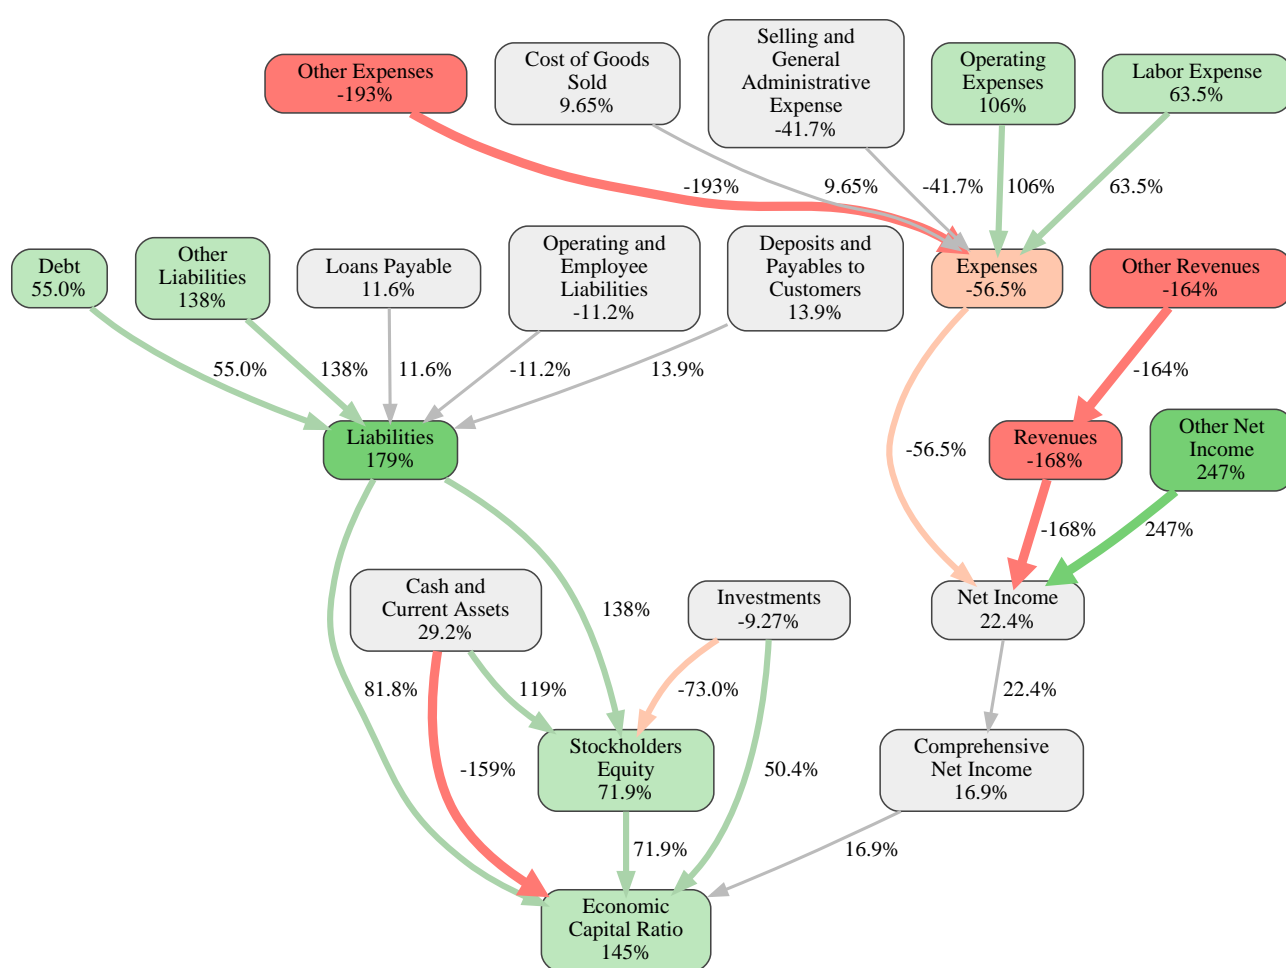 Selling and
General
Administrative
Expense
-41.7%
Cost of Goods
Sold
9.65%
Operating
Expenses
106%
Other Expenses
-193%
Labor Expense
63.5%
-193%
9.65%
-41.7%
106%
63.5%
Debt
55.0%
Other
Liabilities
138%
Loans Payable
11.6%
Operating and
Employee
Liabilities
-11.2%
Deposits and
Payables to
Customers
13.9%
Expenses
-56.5%
Other Revenues
-164%
55.0%
138%
11.6%
-11.2%
13.9%
-164%
Liabilities
179%
-56.5%
Revenues
-168%
Other Net
Income
247%
-168%
247%
Cash and
Current Assets
29.2%
138%
Investments
-9.27%
Net Income
22.4%
81.8%
119%
-73.0%
22.4%
Stockholders
Equity
71.9%
-159%
50.4%
Comprehensive
Net Income
16.9%
71.9%
16.9%
Economic
Capital Ratio
145%